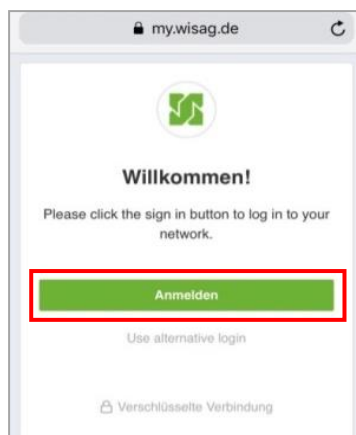 my.wisag.de
Willkommen!
Please click the sign in button to log in to your
network.
Anmelden
Use alternative login
Verschlüsselte Verbindung